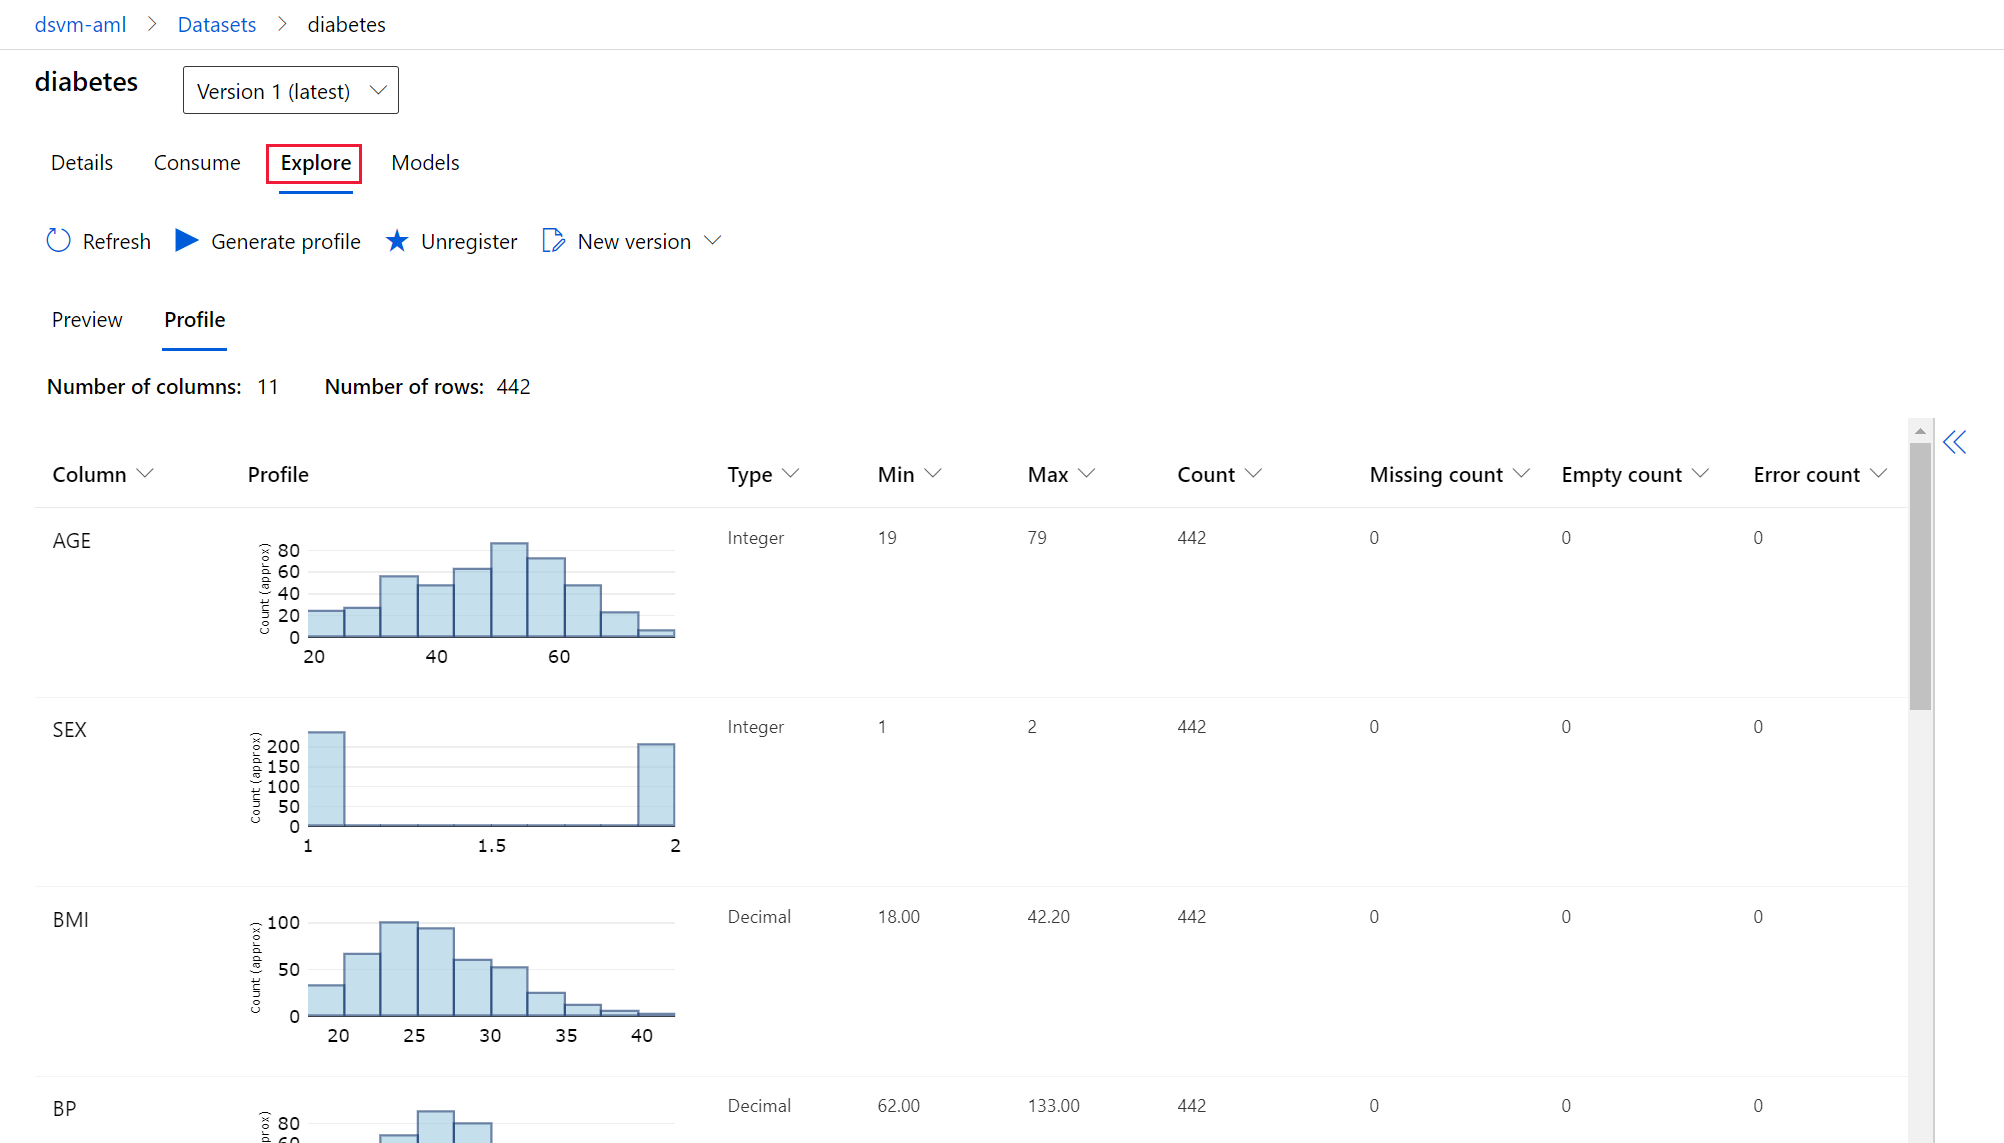 dsvm-aml > Datasets > diabetes
diabetes Version 1 (latest)
Details Consume Explore Models
Refresh Generate profile Unregister New version
Preview Profile
Number of columns: 11 Number of rows: 442
Column Profile Type Min Max Count Missing count Empty count Error count
AGE Integer 19 79 442 0 0 0
Count (approx)
80
60
40
20
0
20 40 60
SEX Integer 1 2 442 0 0 0
Count (approx)
200
150
100
50
0
1 1.5 2
BMI Decimal 18.00 42.20 442 0 0 0
Count (approx)
100
50
0
20 25 30 35 40
BP Decimal 62.00 133.00 442 0 0 0
80
60